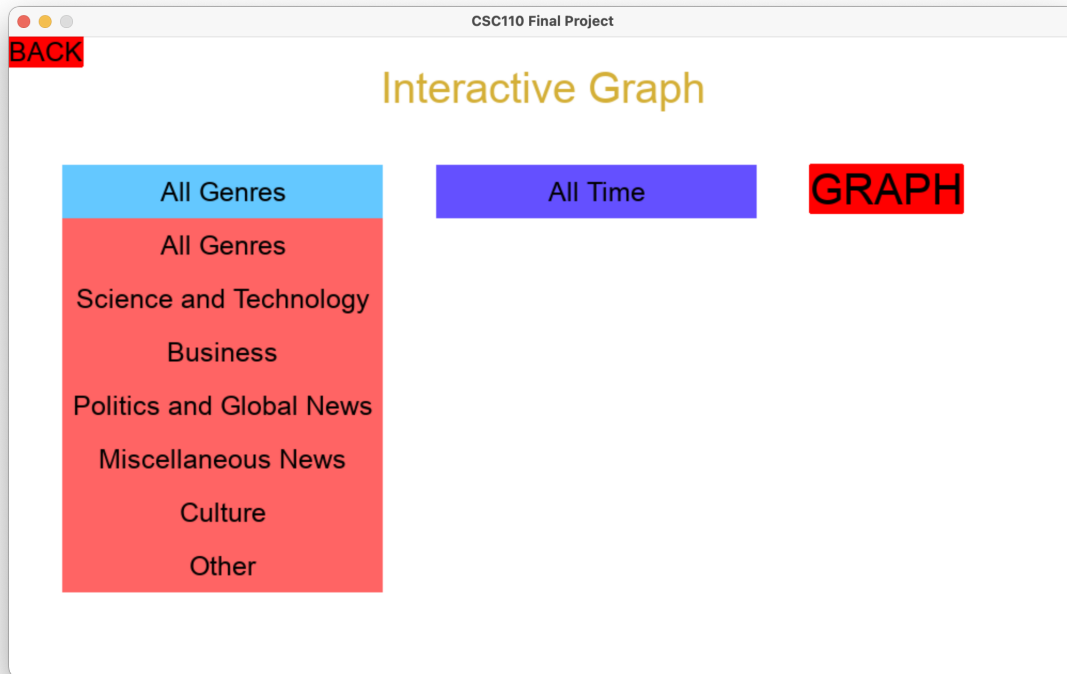 CSC110 Final Project
BACK
Interactive Graph
All Genres
All Time
GRAPH
All Genres
Science and Technology
Business
Politics and Global News
Miscellaneous News
Culture
Other